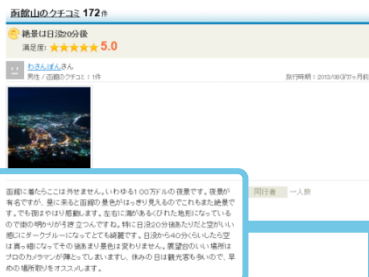 函館山のクチコミ 172件
絶景は日没20分後
満足度: ★★★★★ 5.0
わさんぽんさん
男性 / 函館のクチコミ : 1件
旅行時期 : 2013/08(約7ヶ月前
函館に着たらここは外せません。いわゆる100万ドルの夜景です。夜景が
有名ですが、昼に来ると函館の景色がはっきり見えるのでこれもまた絶景で
す。でも夜はやはり感動します。左右に海があるくびれた地形になっている
ので街の明かりが引き立つんですね。特に日没20分後あたりだと空がいい
感じにダークブルーになってとても綺麗です。日没から40分くらいしたら空
は真っ暗になってその後あまり景色は変わりません。展望台のいい場所は
プロのカメラマンが陣とってしまいますし、休みの日は観光客も多いので、早
めの場所取りをオススメします。
同行者
一人旅